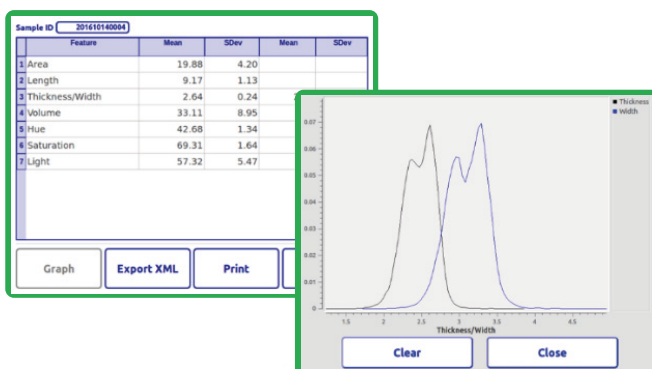 Sample ID 201610140004
Feature Mean SDev Mean SDev
1 Area 19.88 4.20
2 Length 9.17 1.13
3 Thickness/Width 2.64 0.24
4 Volume 33.11 8.95
5 Hue 42.68 1.34
6 Saturation 69.31 1.64
7 Light 57.32 5.47
Graph Export XML Print
Thickness
Width
0.07
0.06
0.05
0.04
0.03
0.02
0.01
0
1.5 2 2.5 3 3.5 4 4.5
Thickness/Width
Clear Close